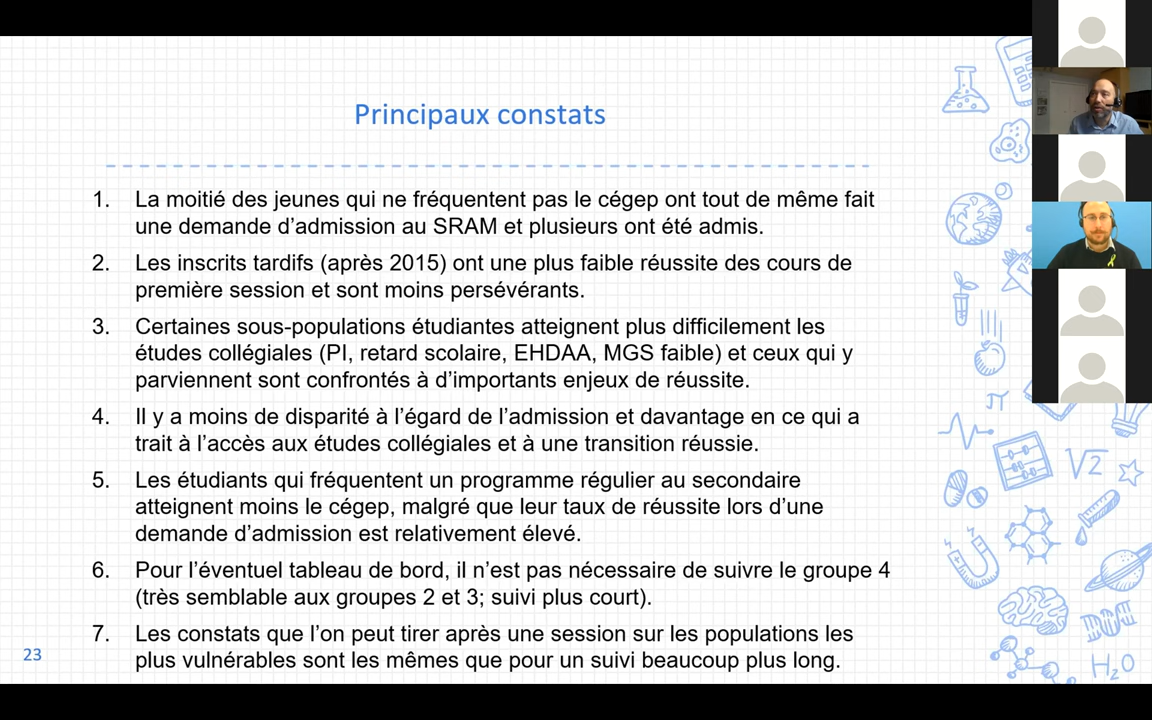 Principaux constats
1. La moitié des jeunes qui ne fréquentent pas le cégep ont tout de même fait
une demande d'admission au SRAM et plusieurs ont été admis.
2. Les inscrits tardifs (après 2015) ont une plus faible réussite des cours de
première session et sont moins persévérants.
3. Certaines sous-populations étudiantes atteignent plus difficilement les
études collégiales (PI, retard scolaire, EHDAA, MGS faible) et ceux qui y
parviennent sont confrontés à d'importants enjeux de réussite.
4. Il y a moins de disparité à l'égard de l'admission et davantage en ce qui a
trait à l'accès aux études collégiales et à une transition réussie.
5. Les étudiants qui fréquentent un programme régulier au secondaire
atteignent moins le cégep, malgré que leur taux de réussite lors d'une
demande d'admission est relativement élevé.
6. Pour l'éventuel tableau de bord, il n'est pas nécessaire de suivre le groupe 4
(très semblable aux groupes 2 et 3; suivi plus court).
7. Les constats que l'on peut tirer après une session sur les populations les
plus vulnérables sont les mêmes que pour un suivi beaucoup plus long.
23
π
√2
H₂O